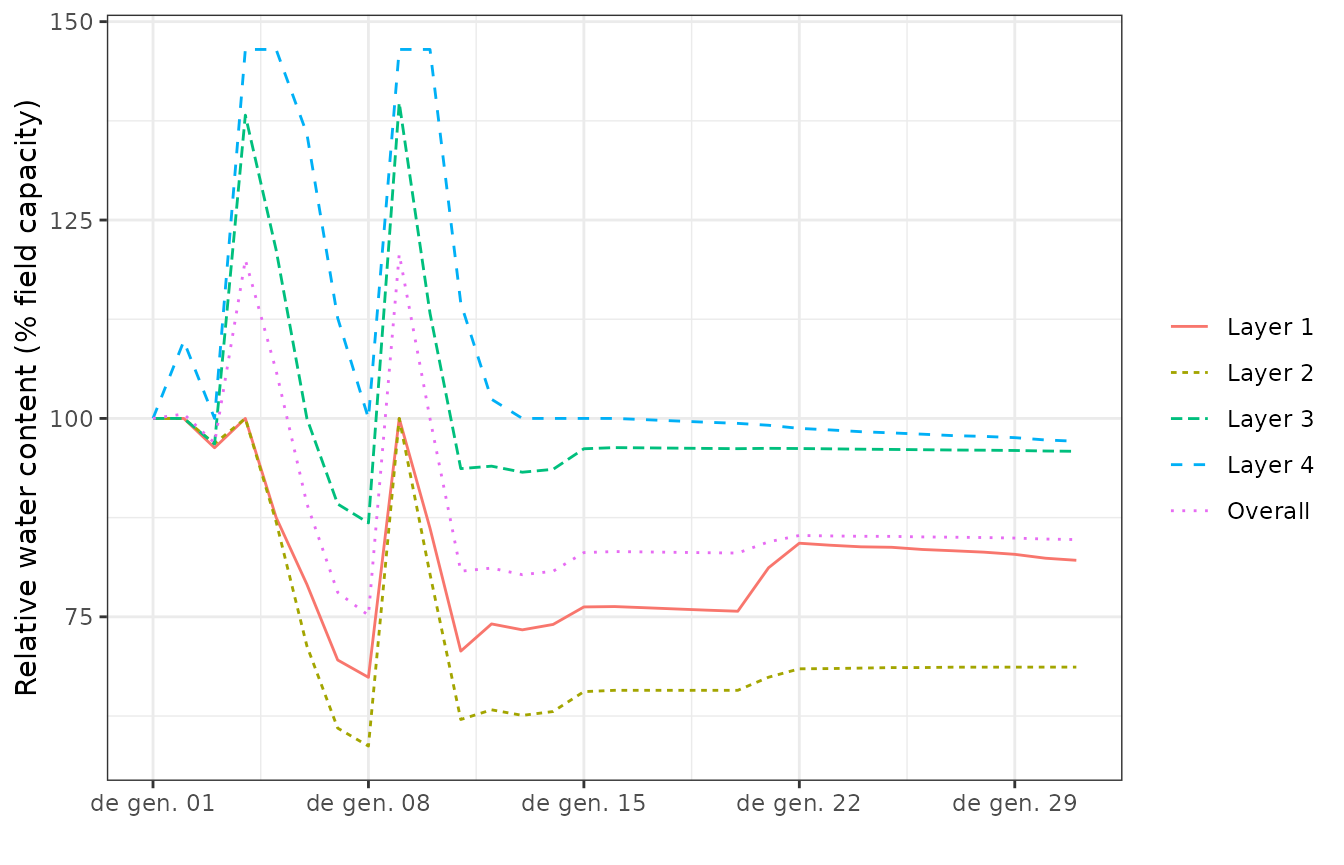 150
125
100
75
Relative water content (% field capacity)
de gen. 01
de gen. 08
de gen. 15
de gen. 22
de gen. 29
Layer 1
Layer 2
Layer 3
Layer 4
Overall